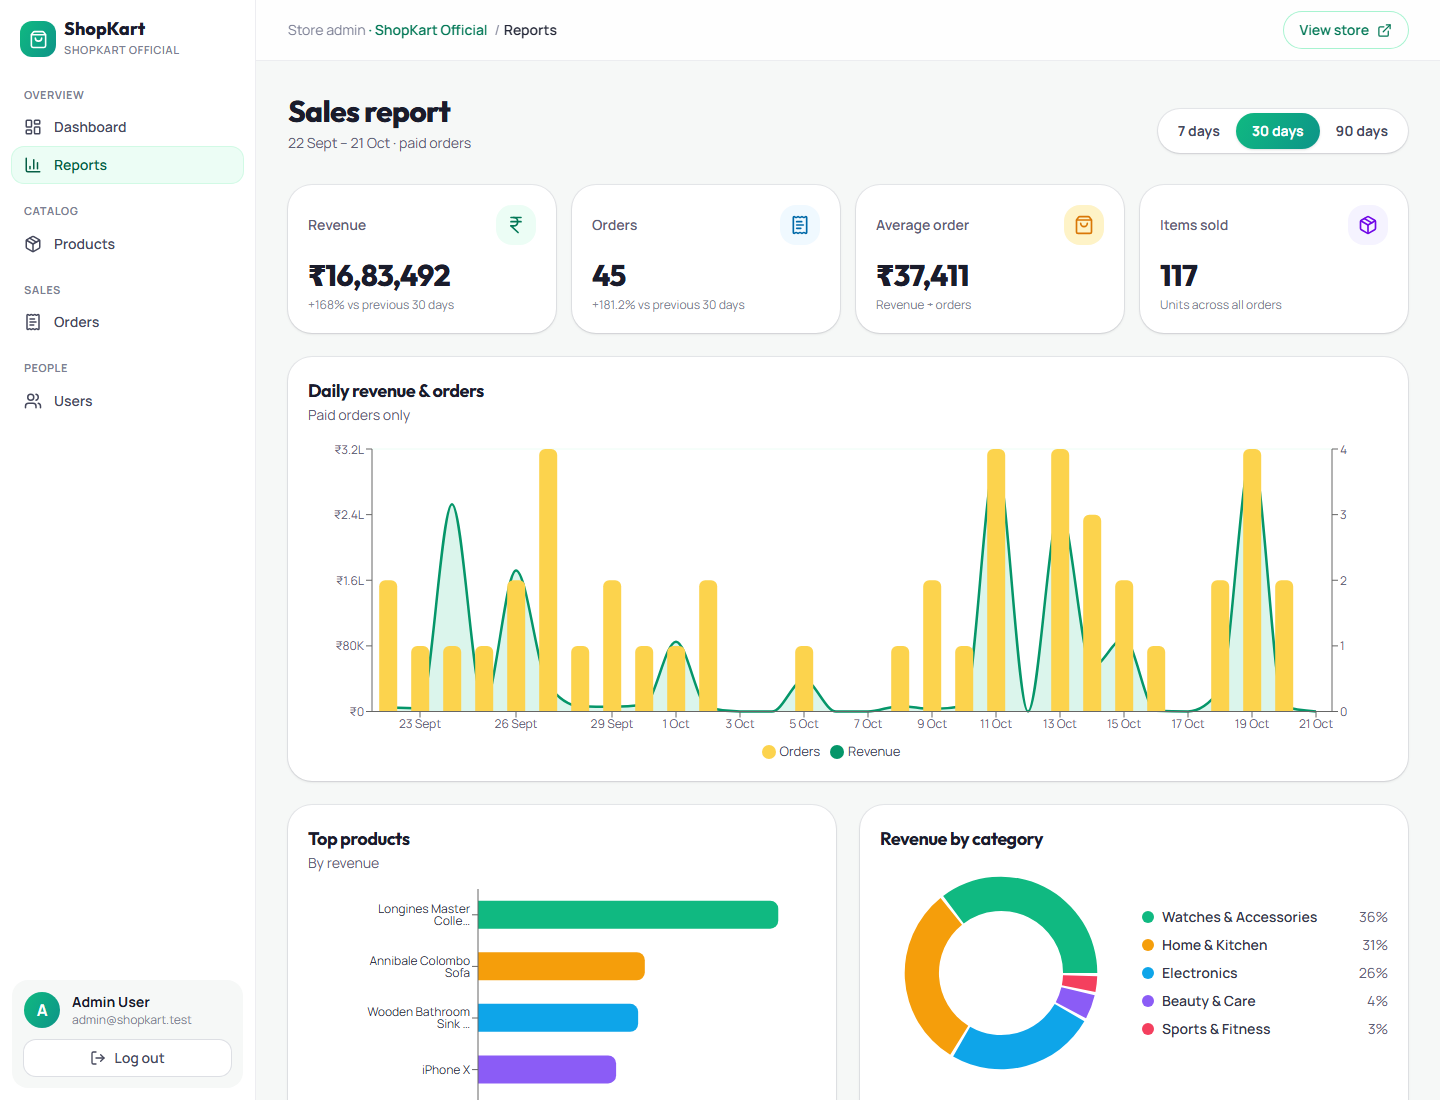 ShopKart
SHOPKART OFFICIAL
OVERVIEW
Dashboard
Reports
CATALOG
Products
SALES
Orders
PEOPLE
Users
Admin User
admin@shopkart.test
A
Log out
Store admin · ShopKart Official / Reports
View store
Sales report
22 Sept – 21 Oct · paid orders
7 days 30 days 90 days
Revenue
₹16,83,492
+168% vs previous 30 days
Orders
45
+181.2% vs previous 30 days
Average order
₹37,411
Revenue ÷ orders
Items sold
117
Units across all orders
Daily revenue & orders
Paid orders only
₹3.2L 4
₹2.4L 3
₹1.6L 2
₹80K 1
₹0 0
23 Sept 26 Sept 29 Sept 1 Oct 3 Oct 5 Oct 7 Oct 9 Oct 11 Oct 13 Oct 15 Oct 17 Oct 19 Oct 21 Oct
Orders Revenue
Top products
By revenue
Longines Master
Colle...
Annibale Colombo
Sofa
Wooden Bathroom
Sink ...
iPhone X
Revenue by category
Watches & Accessories 36%
Home & Kitchen 31%
Electronics 26%
Beauty & Care 4%
Sports & Fitness 3%